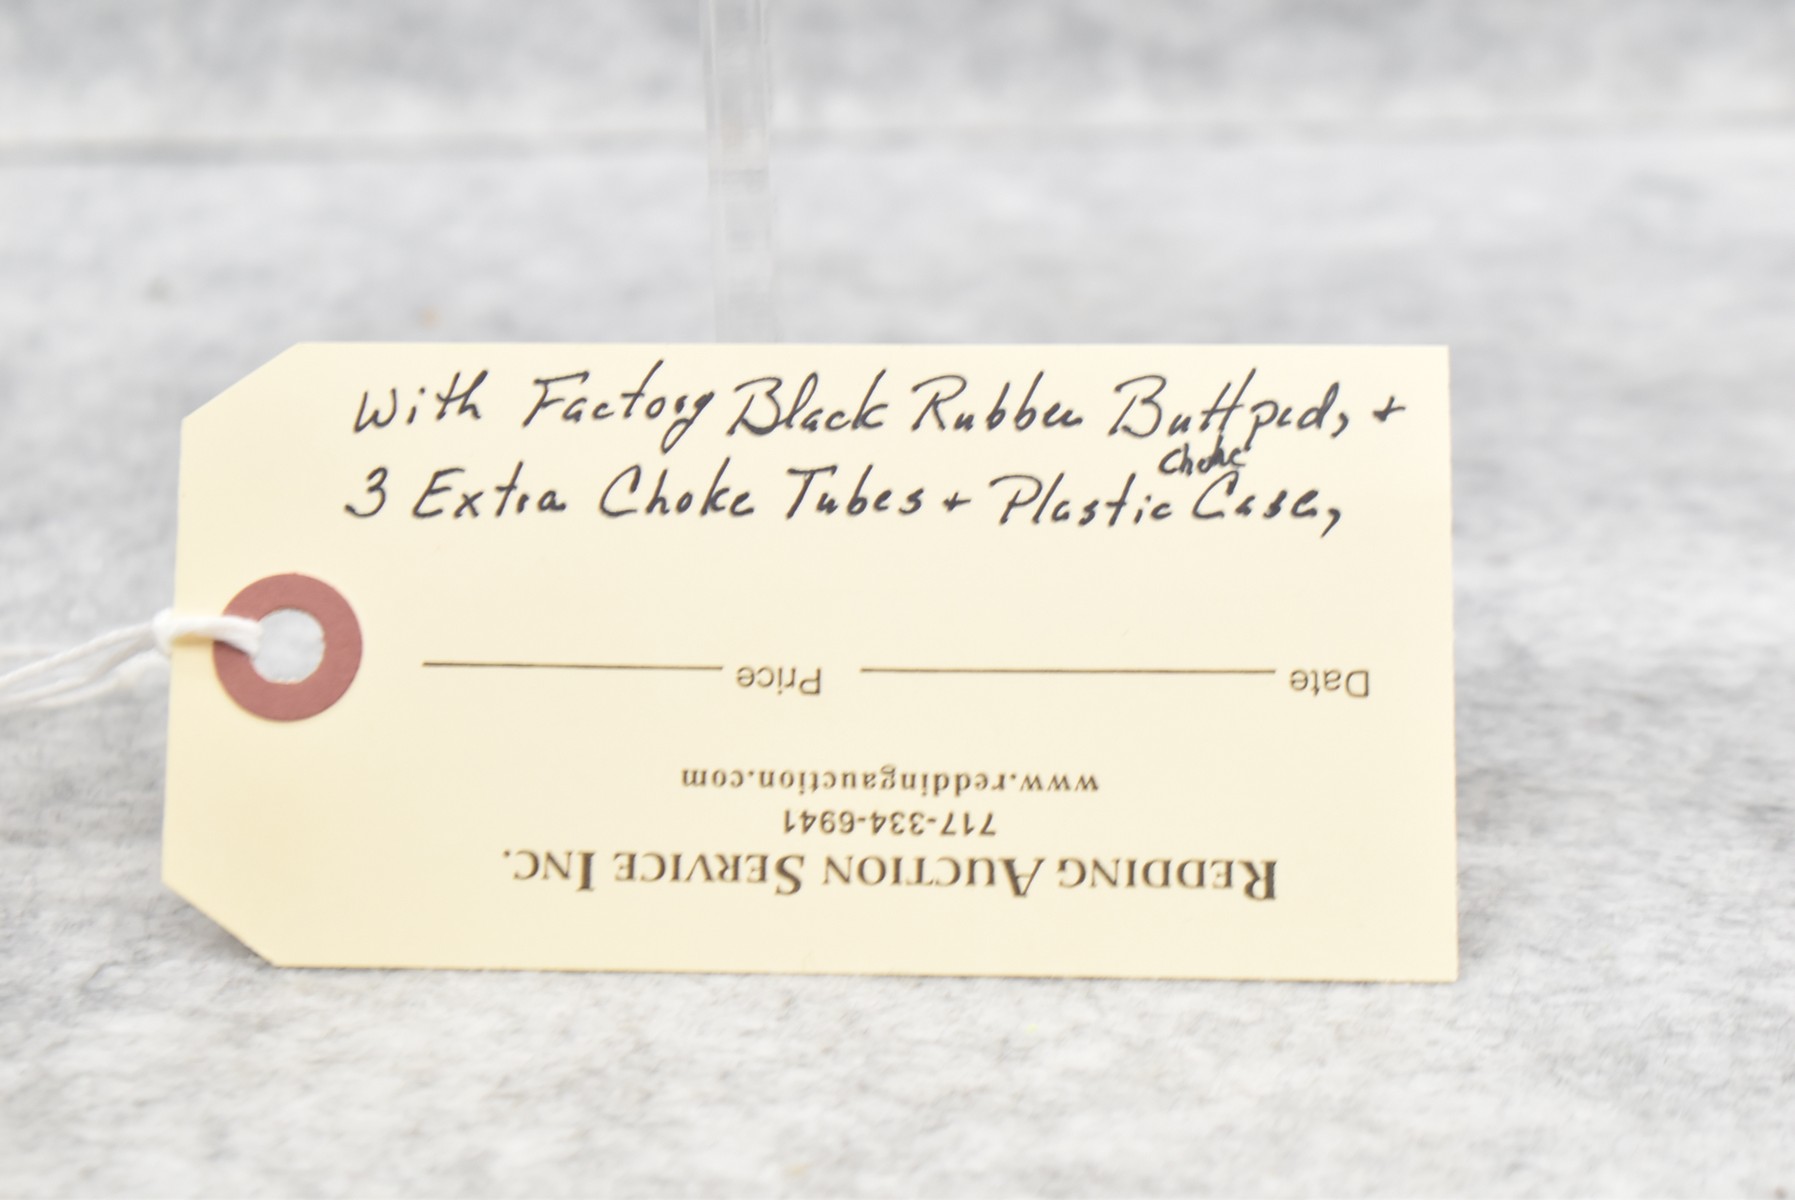 With Factory Black Rubber Buttpad, +
choke
3 Extra Choke Tubes + Plastic Case,
Date Price
REDDING AUCTION SERVICE INC.
717-334-6941
www.reddingauction.com